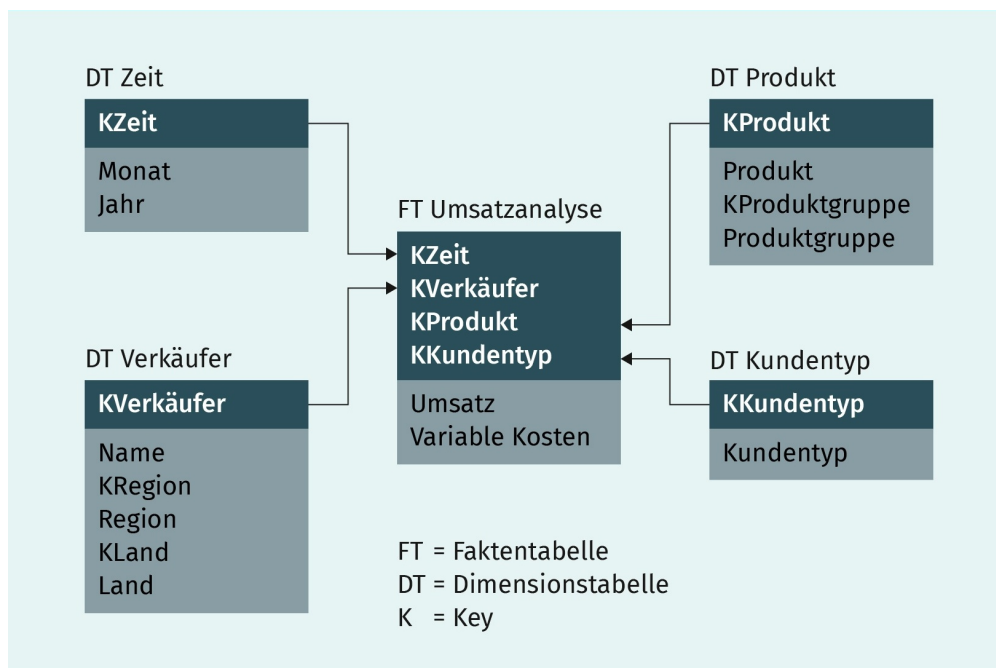 DT Zeit
KZeit
Monat
Jahr
DT Verkäufer
KVerkäufer
Name
KRegion
Region
KLand
Land
FT Umsatzanalyse
KZeit
KVerkäufer
KProdukt
KKundentyp
Umsatz
Variable Kosten
DT Produkt
KProdukt
Produkt
KProduktgruppe
Produktgruppe
DT Kundentyp
KKundentyp
Kundentyp
FT = Faktentabelle
DT = Dimensionstabelle
K = Key